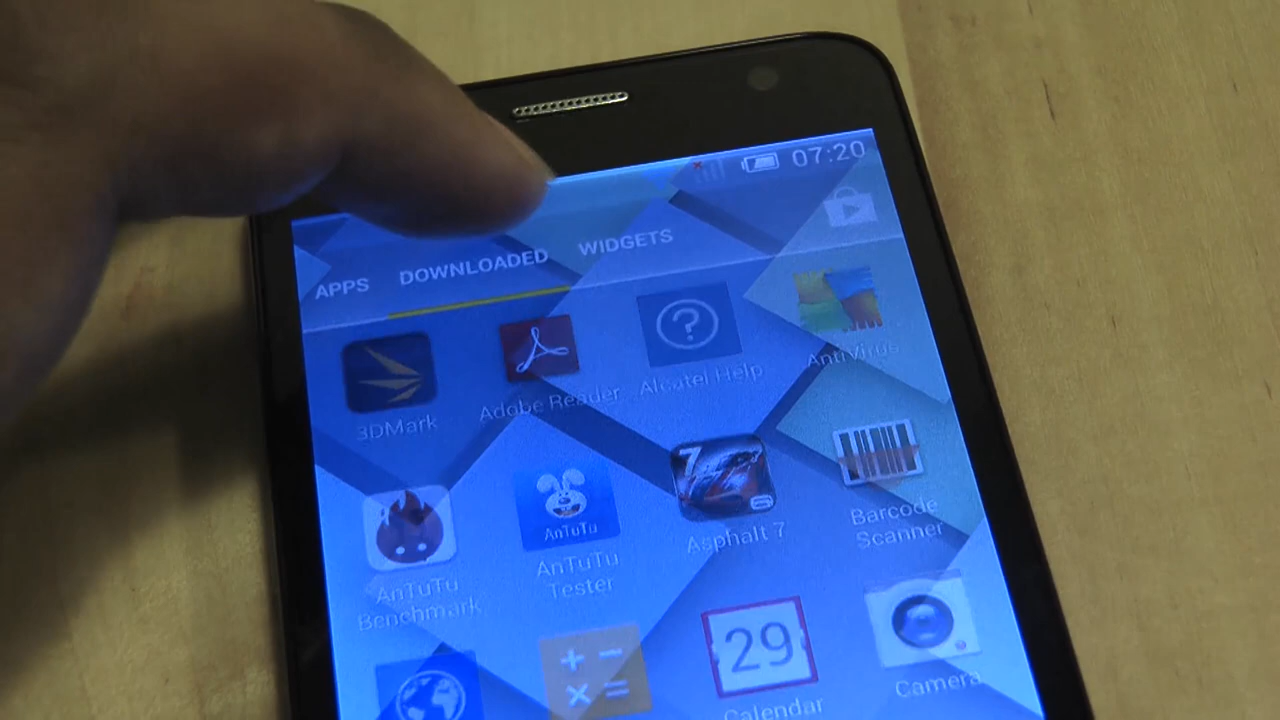 07:20
APPS DOWNLOADED WIDGETS
3DMark
Adobe Reader
Alcatel Help
AntiVirus...
AnTuTu
Benchmark
AnTuTu
AnTuTu
Tester
7
Asphalt 7
Barcode
Scanner
29
Calendar
Camera